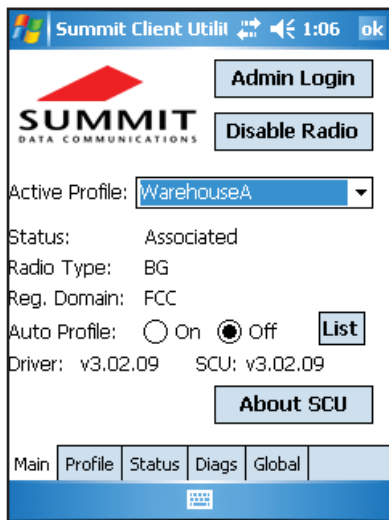 Summit Client Utilit 1:06 ok
Admin Login
SUMMIT
DATA COMMUNICATIONS
Disable Radio
Active Profile: WarehouseA
Status: Associated
Radio Type: BG
Reg. Domain: FCC
Auto Profile: On Off List
Driver: v3.02.09 SCU: v3.02.09
About SCU
Main Profile Status Diags Global